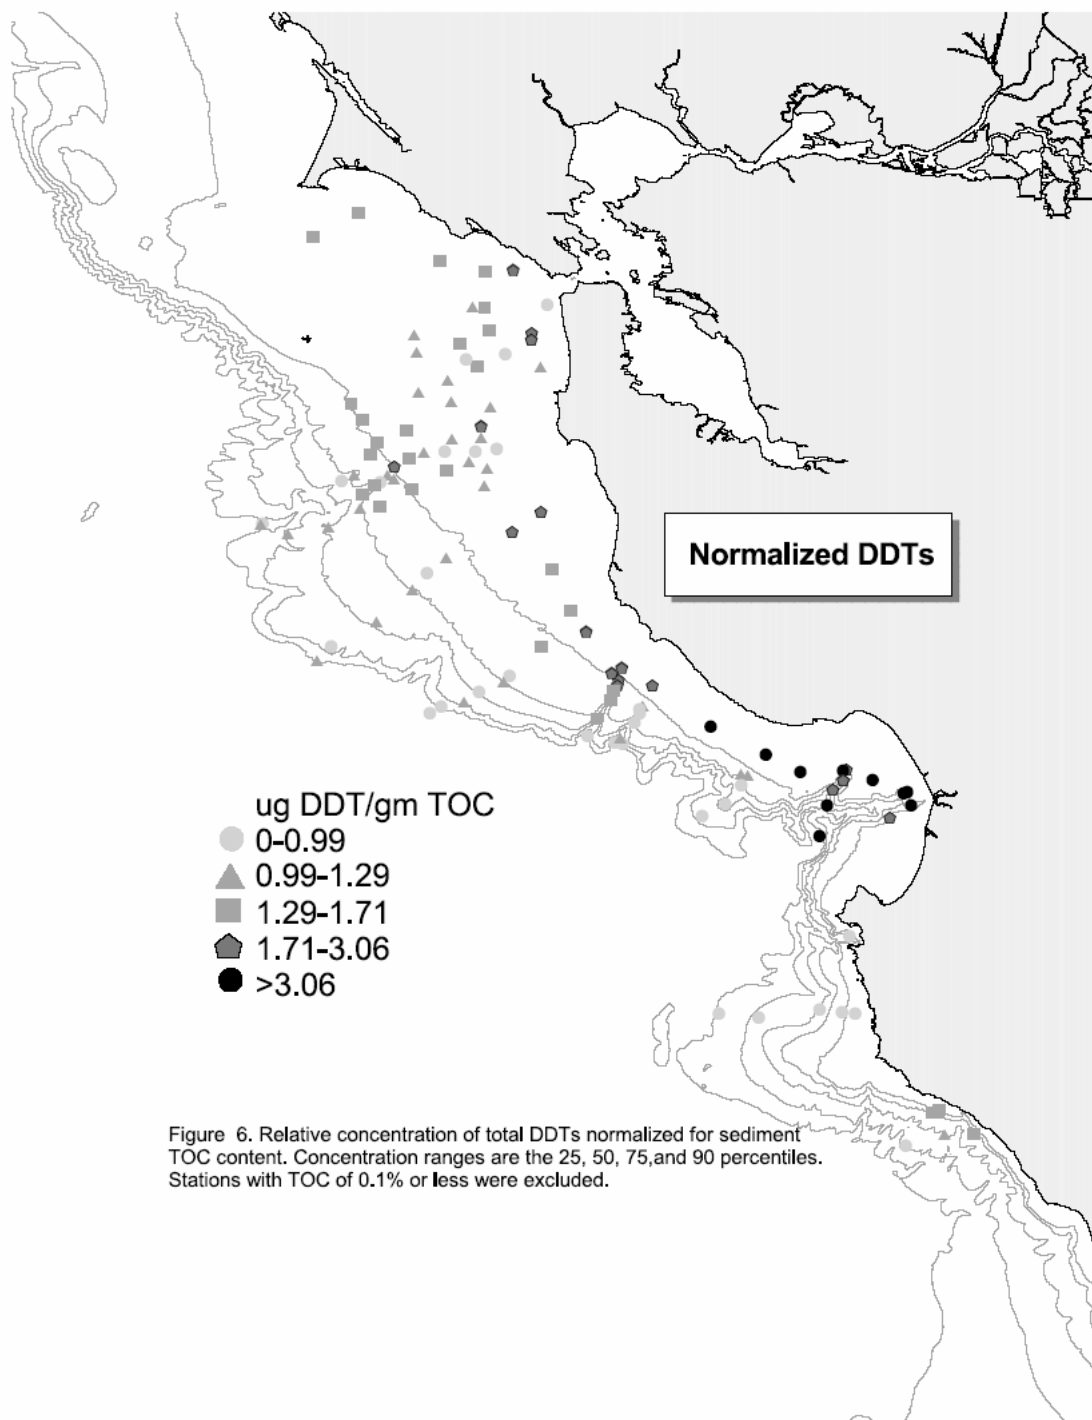 Normalized DDTs
ug DDT/gm TOC
0-0.99
0.99-1.29
1.29-1.71
1.71-3.06
>3.06
Figure 6. Relative concentration of total DDTs normalized for sediment
TOC content. Concentration ranges are the 25, 50, 75,and 90 percentiles.
Stations with TOC of 0.1% or less were excluded.